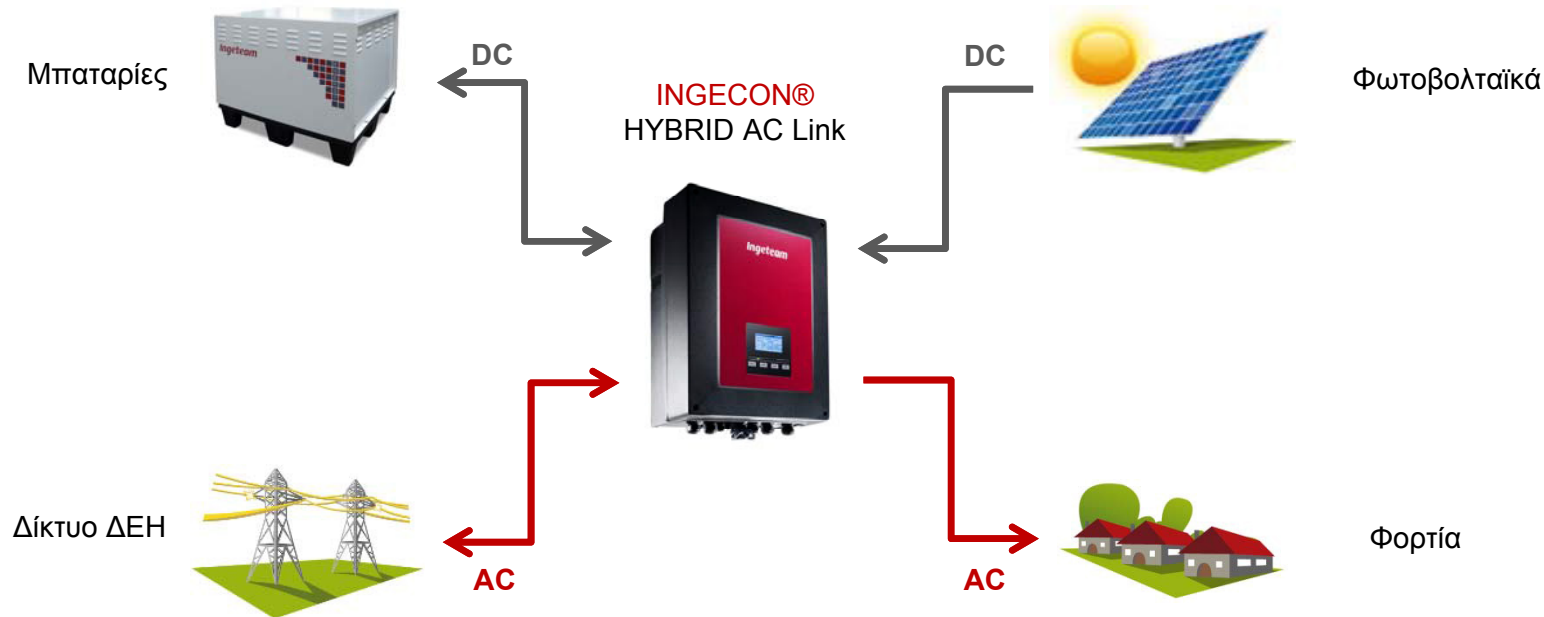 Ingeteam
Μπαταρίες
DC
DC
Φωτοβολταϊκά
INGECON®
HYBRID AC Link
Ingeteam
Δίκτυο ΔΕΗ
AC
AC
Φορτία